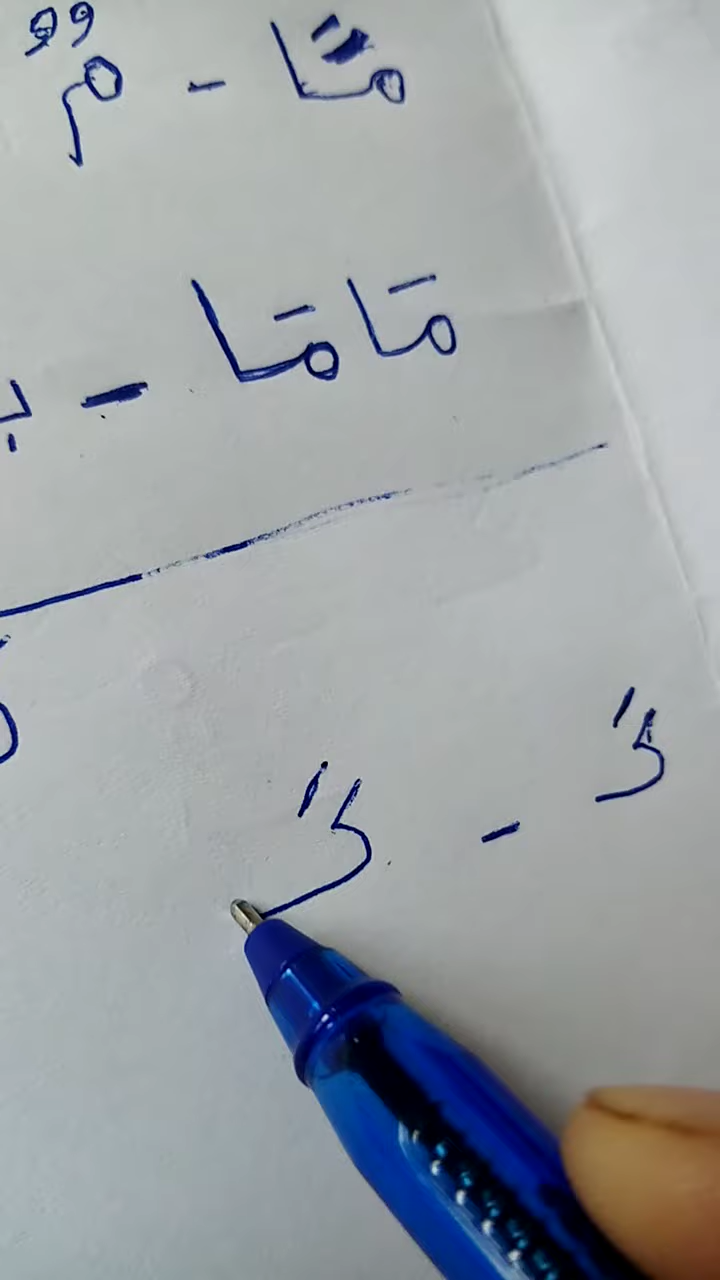 مَّا - مٌ
مَامَا -
كَ - كَ